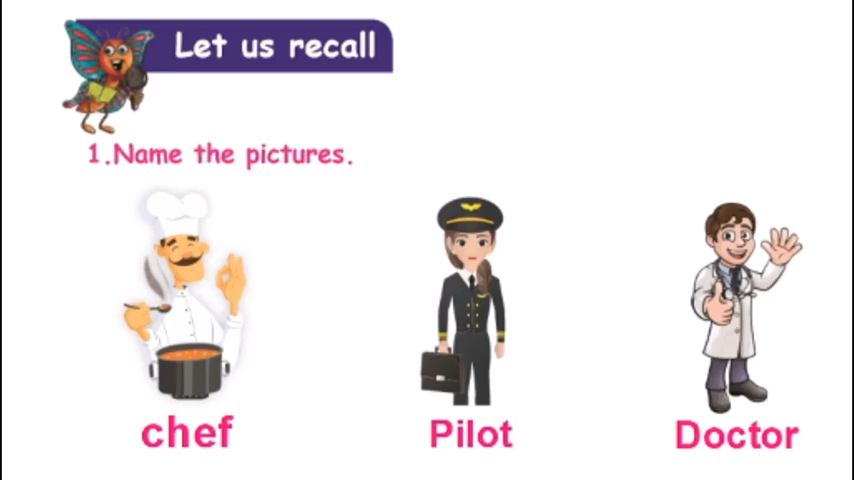 Let us recall
1.Name the pictures.
chef
Pilot
Doctor